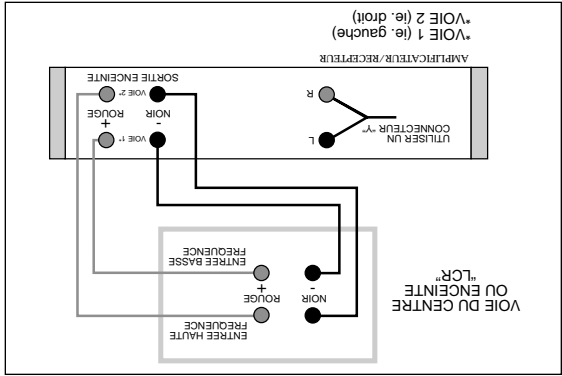 VOIE DU CENTRE
OU ENCEINTE
"LCR"
ENTREE HAUTE
FREQUENCE
NOIR
-
ROUGE
+
ENTREE BASSE
FREQUENCE
UTILISER UN
CONNECTEUR "Y"
L
R
VOIE 1*
-
+
NOIR
ROUGE
VOIE 2*
SORTIE ENCEINTE
AMPLIFICATEUR/RECEPTEUR
*VOIE 1 (ie. gauche)
*VOIE 2 (ie. droit)